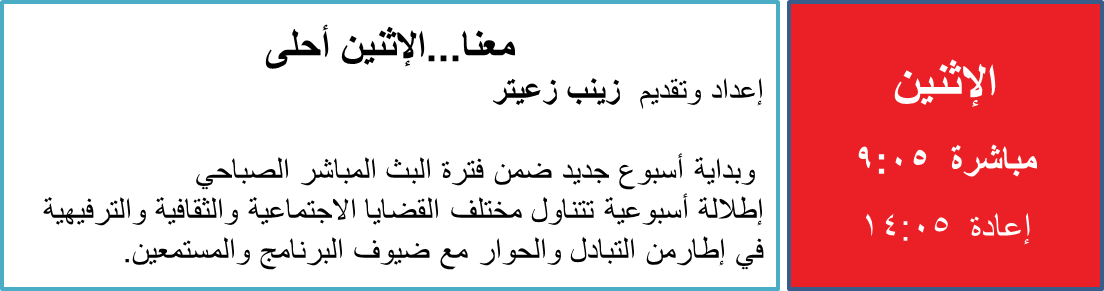 الإثنين
مباشرة ٩:٠٥
إعادة ١٤:٠٥
معنا...الإثنين أحلى
إعداد وتقديم زينب زعيتر
وبداية أسبوع جديد ضمن فترة البث المباشر الصباحي
إطلالة أسبوعية تتناول مختلف القضايا الاجتماعية والثقافية والترفيهية
في إطارمن التبادل والحوار مع ضيوف البرنامج والمستمعين.